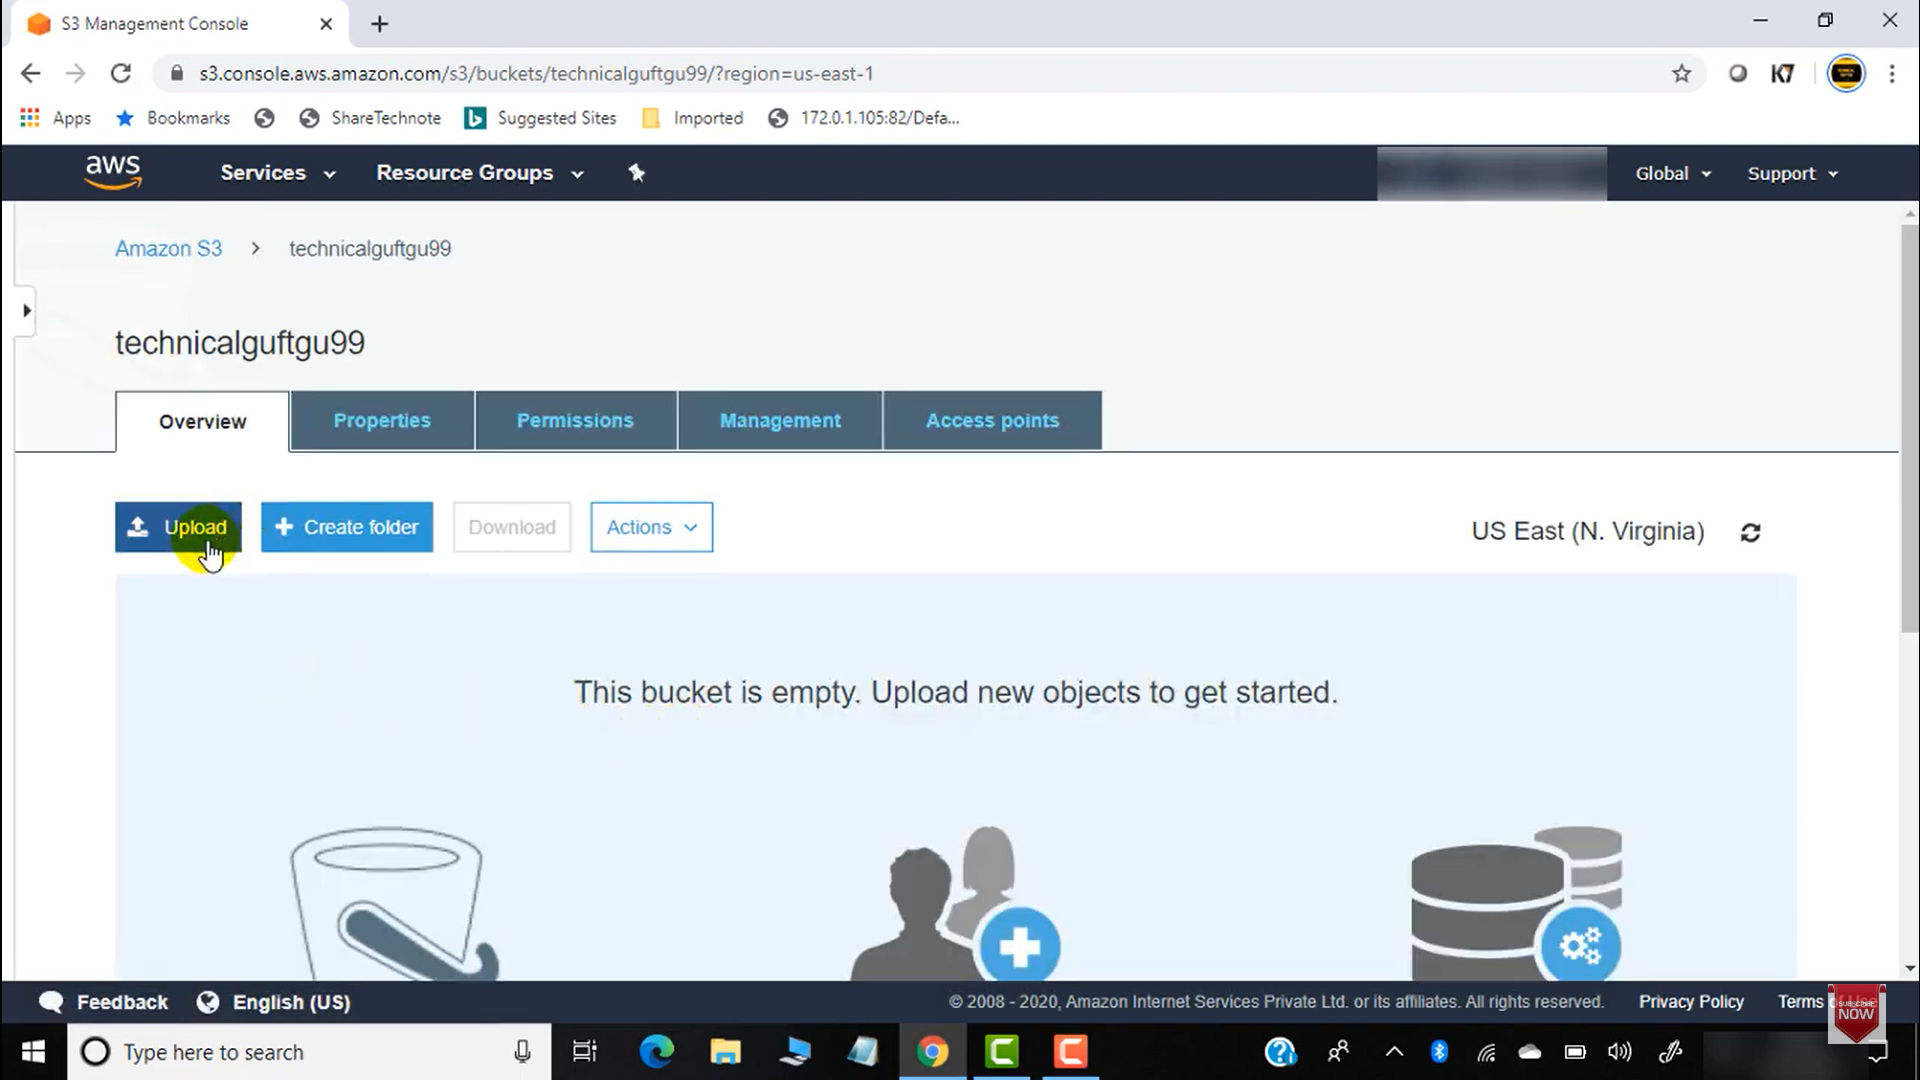 S3 Management Console
s3.console.aws.amazon.com/s3/buckets/technicalguftgu99/?region=us-east-1
K7
Apps
Bookmarks
ShareTechnote
Suggested Sites
Imported
172.0.1.105:82/Defa...
aws
Services
Resource Groups
Global
Support
Amazon S3 > technicalguftgu99
technicalguftgu99
Overview
Properties
Permissions
Management
Access points
Upload
+ Create folder
Download
Actions
US East (N. Virginia)
This bucket is empty. Upload new objects to get started.
Feedback
English (US)
© 2008 - 2020, Amazon Internet Services Private Ltd. or its affiliates. All rights reserved.
Privacy Policy
Terms of Use
SUBSCRIBE
NOW
Type here to search